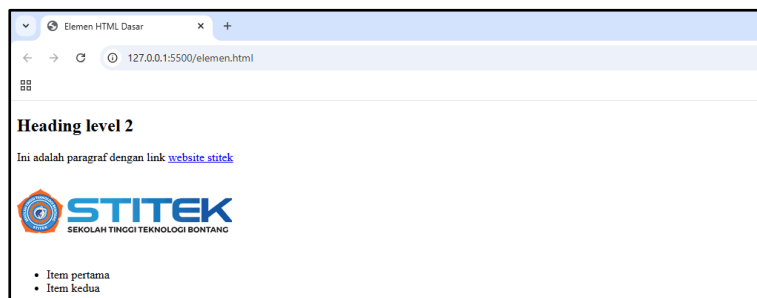 Elemen HTML Dasar
127.0.0.1:5500/elemen.html
Heading level 2
Ini adalah paragraf dengan link website stitek
STITEK
SEKOLAH TINGGI TEKNOLOGI BONTANG
Item pertama
Item kedua